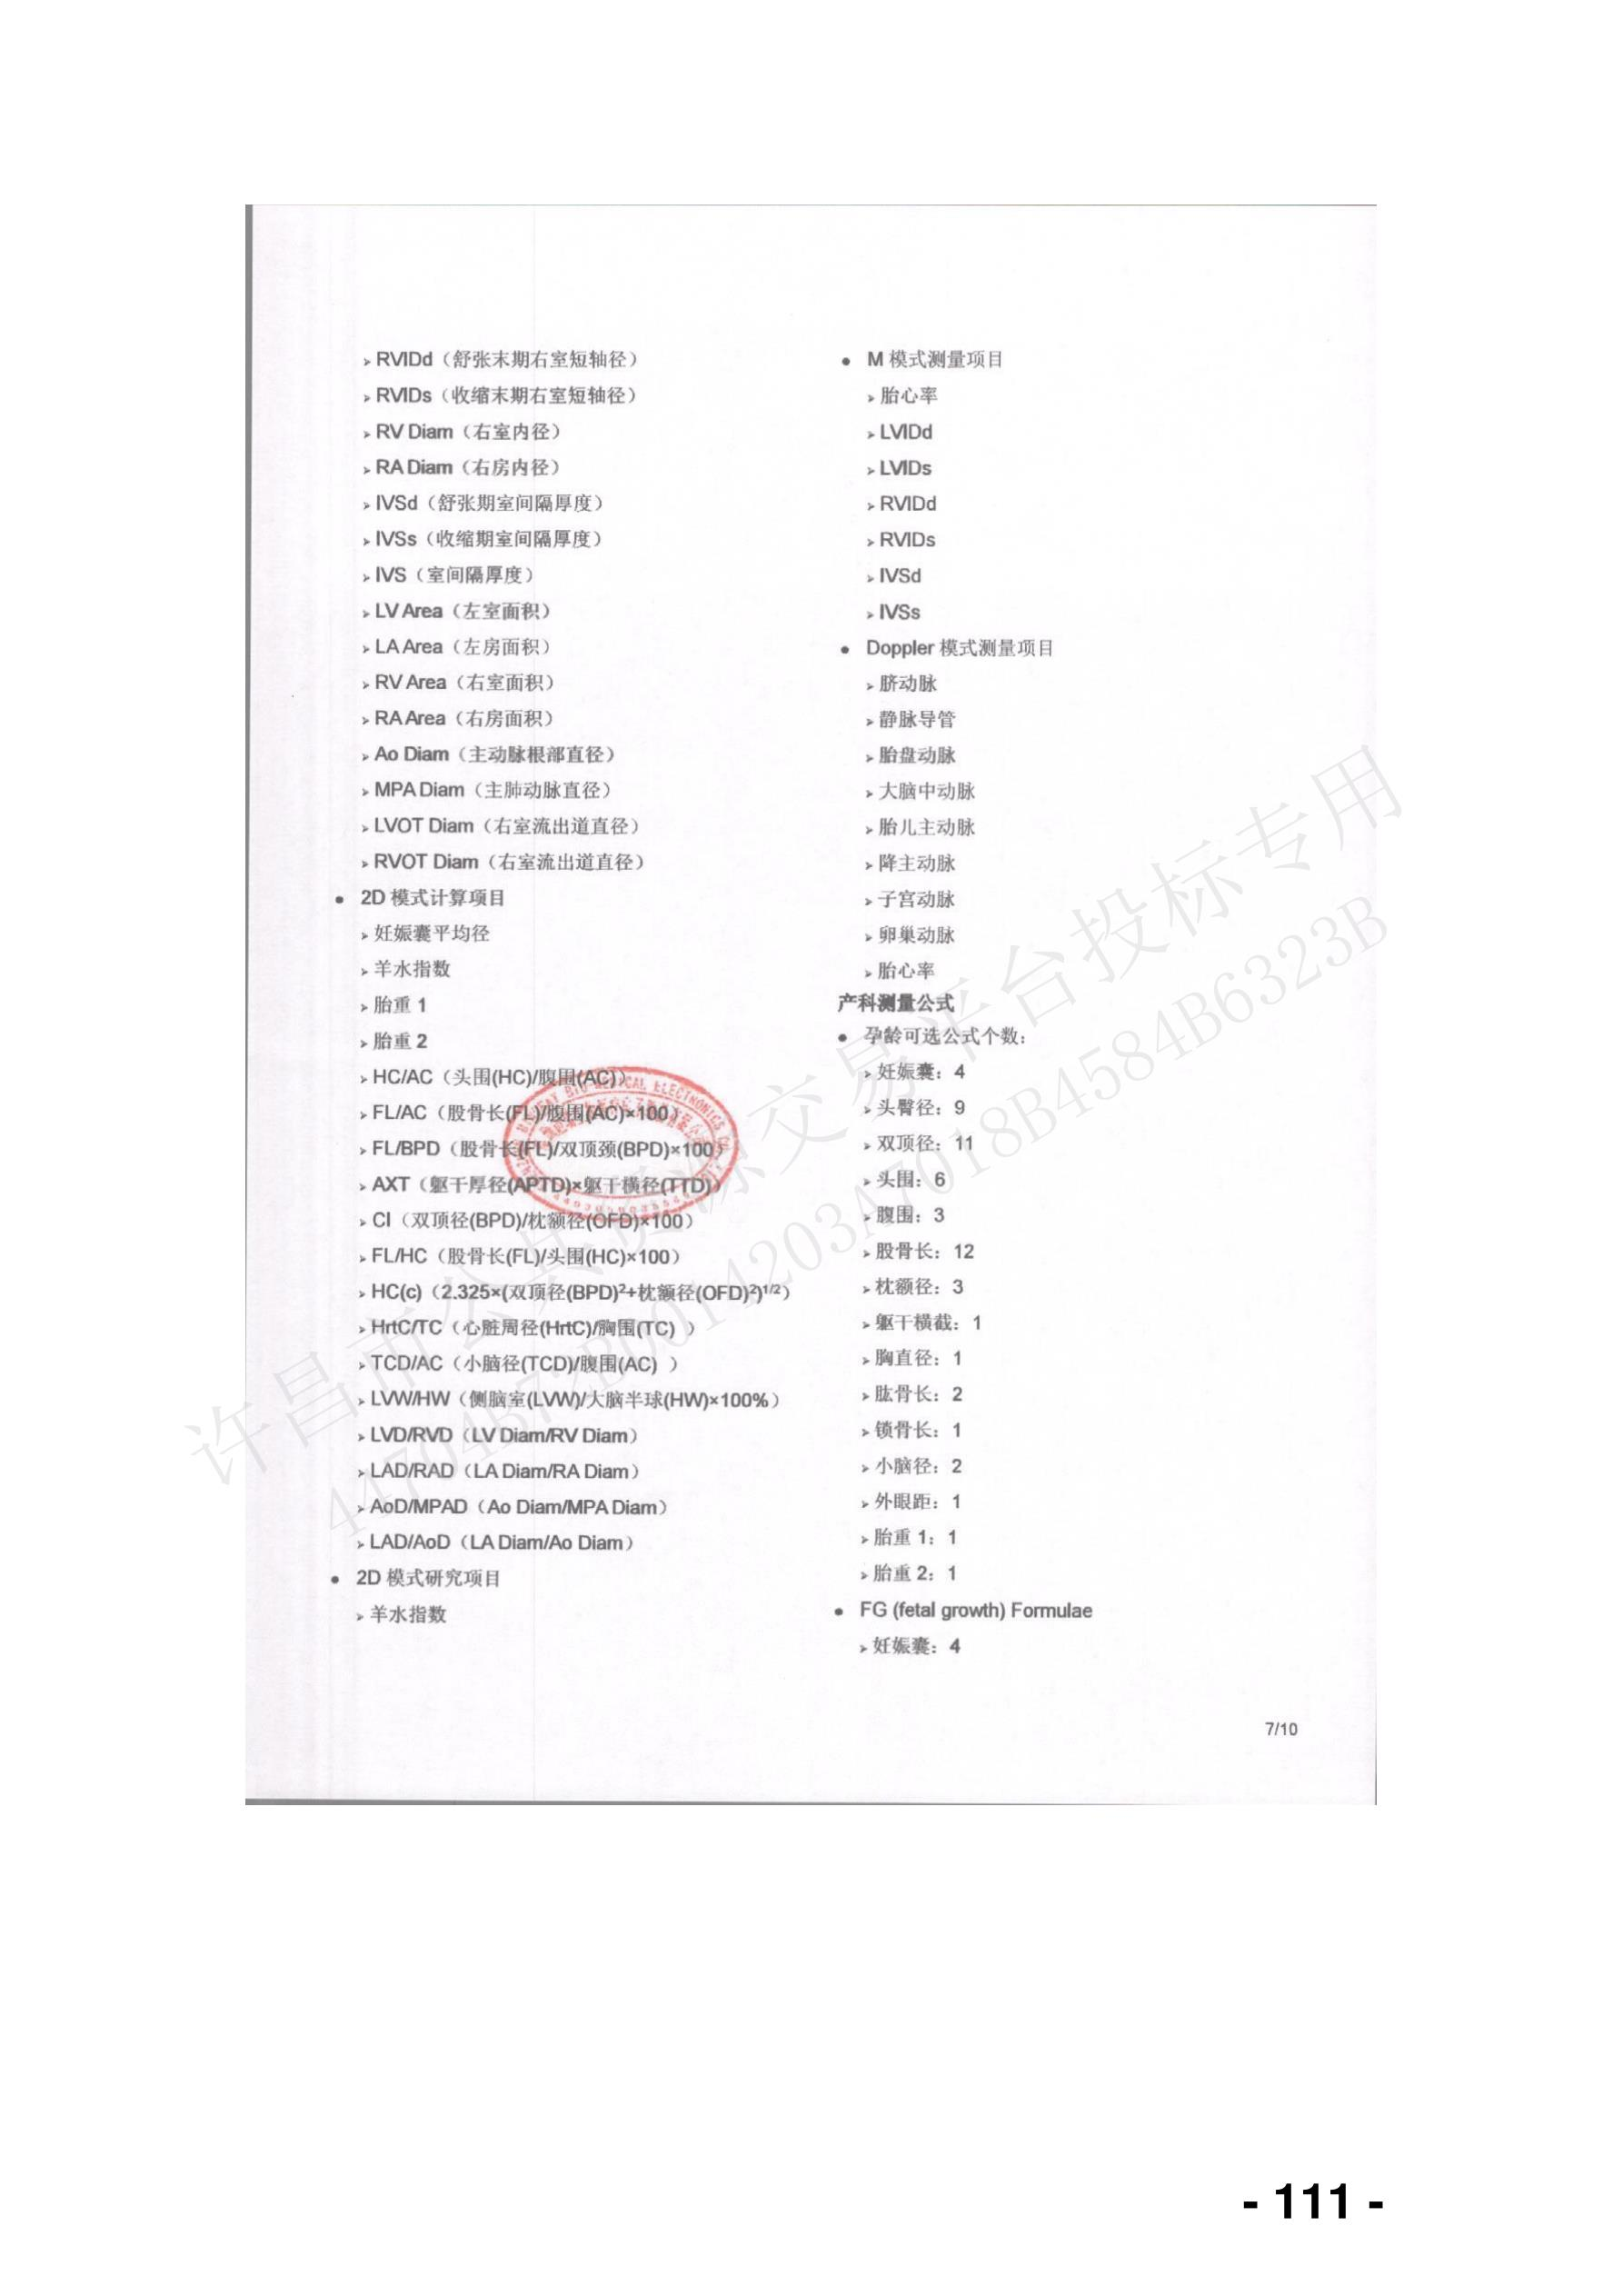 ➢ RVIDd（舒张末期右室短轴径）
➢ RVIDs（收缩末期右室短轴径）
➢ RV Diam（右室内径）
➢ RA Diam（右房内径）
➢ IVSd（舒张期室间隔厚度）
➢ IVSs（收缩期室间隔厚度）
➢ IVS（室间隔厚度）
➢ LV Area（左室面积）
➢ LA Area（左房面积）
➢ RV Area（右室面积）
➢ RA Area（右房面积）
➢ Ao Diam（主动脉根部直径）
➢ MPA Diam（主肺动脉直径）
➢ LVOT Diam（右室流出道直径）
➢ RVOT Diam（右室流出道直径）
● 2D 模式计算项目
➢ 妊娠囊平均径
➢ 羊水指数
➢ 胎重 1
➢ 胎重 2
➢ HC/AC（头围(HC)/腹围(AC)）
➢ FL/AC（股骨长(FL)/腹围(AC)×100）
➢ FL/BPD（股骨长(FL)/双顶颈(BPD)×100）
➢ AXT（躯干厚径(APTD)×躯干横径(TTD)）
➢ CI（双顶径(BPD)/枕额径(OFD)×100）
➢ FL/HC（股骨长(FL)/头围(HC)×100）
➢ HC(c)（2.325×(双顶径(BPD)²+枕额径(OFD)²)¹/²）
➢ HrtC/TC（心脏周径(HrtC)/胸围(TC) ）
➢ TCD/AC（小脑径(TCD)/腹围(AC) ）
➢ LVW/HW（侧脑室(LVW)/大脑半球(HW)×100%）
➢ LVD/RVD（LV Diam/RV Diam）
➢ LAD/RAD（LA Diam/RA Diam）
➢ AoD/MPAD（Ao Diam/MPA Diam）
➢ LAD/AoD（LA Diam/Ao Diam）
● 2D 模式研究项目
➢ 羊水指数
● M 模式测量项目
➢ 胎心率
➢ LVIDd
➢ LVIDs
➢ RVIDd
➢ RVIDs
➢ IVSd
➢ IVSs
● Doppler 模式测量项目
➢ 脐动脉
➢ 静脉导管
➢ 胎盘动脉
➢ 大脑中动脉
➢ 胎儿主动脉
➢ 降主动脉
➢ 子宫动脉
➢ 卵巢动脉
➢ 胎心率
产科测量公式
● 孕龄可选公式个数：
➢ 妊娠囊：4
➢ 头臀径：9
➢ 双顶径：11
➢ 头围：6
➢ 腹围：3
➢ 股骨长：12
➢ 枕额径：3
➢ 躯干横截：1
➢ 胸直径：1
➢ 肱骨长：2
➢ 锁骨长：1
➢ 小脑径：2
➢ 外眼距：1
➢ 胎重 1：1
➢ 胎重 2：1
● FG (fetal growth) Formulae
➢ 妊娠囊：4
7/10
许昌市公共资源交易平台投标专用
- 111 -